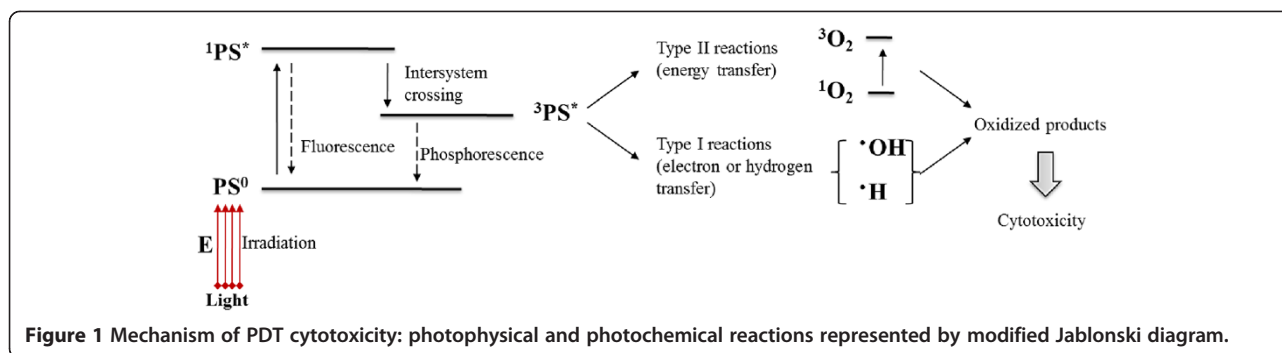 ¹PS*
Intersystem
crossing
Fluorescence
Phosphorescence
PS⁰
E
Irradiation
Light
³PS*
Type II reactions
(energy transfer)
³O₂
¹O₂
Type I reactions
(electron or hydrogen
transfer)
•OH
•H
Oxidized products
Cytotoxicity
Figure 1 Mechanism of PDT cytotoxicity: photophysical and photochemical reactions represented by modified Jablonski diagram.